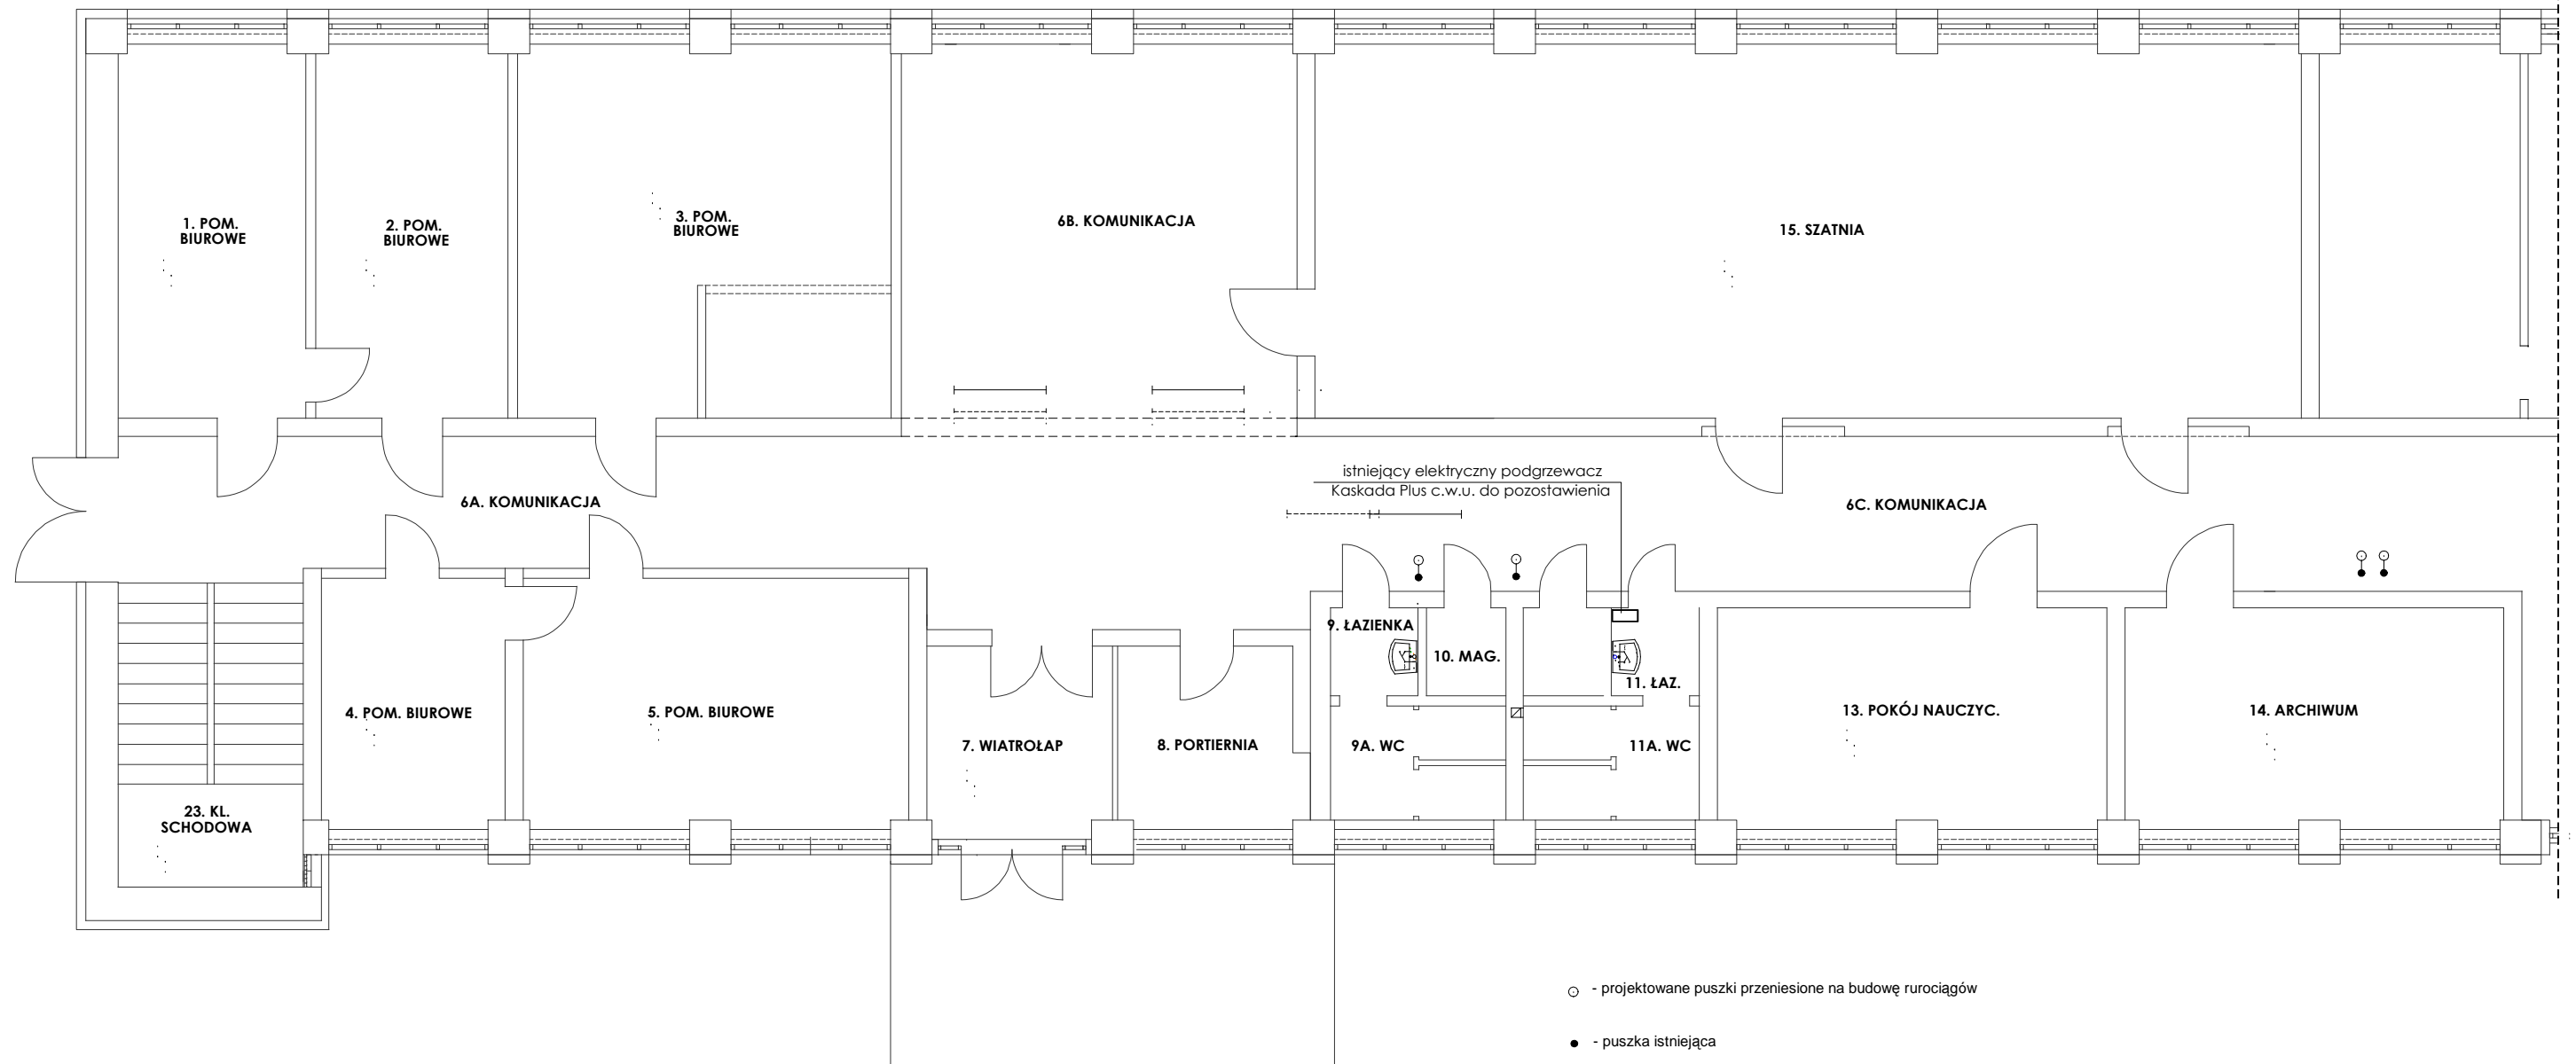 1. POM.
BIUROWE
2. POM.
BIUROWE
3. POM.
BIUROWE
6B. KOMUNIKACJA
15. SZATNIA
istniejący elektryczny podgrzewacz
Kaskada Plus c.w.u. do pozostawienia
6A. KOMUNIKACJA
6C. KOMUNIKACJA
9. ŁAZIENKA
10. MAG.
11. ŁAZ.
4. POM. BIUROWE
5. POM. BIUROWE
7. WIATROŁAP
8. PORTIERNIA
9A. WC
11A. WC
13. POKÓJ NAUCZYC.
14. ARCHIWUM
23. KL.
SCHODOWA
- projektowane puszki przeniesione na budowę rurociągów
- puszka istniejąca